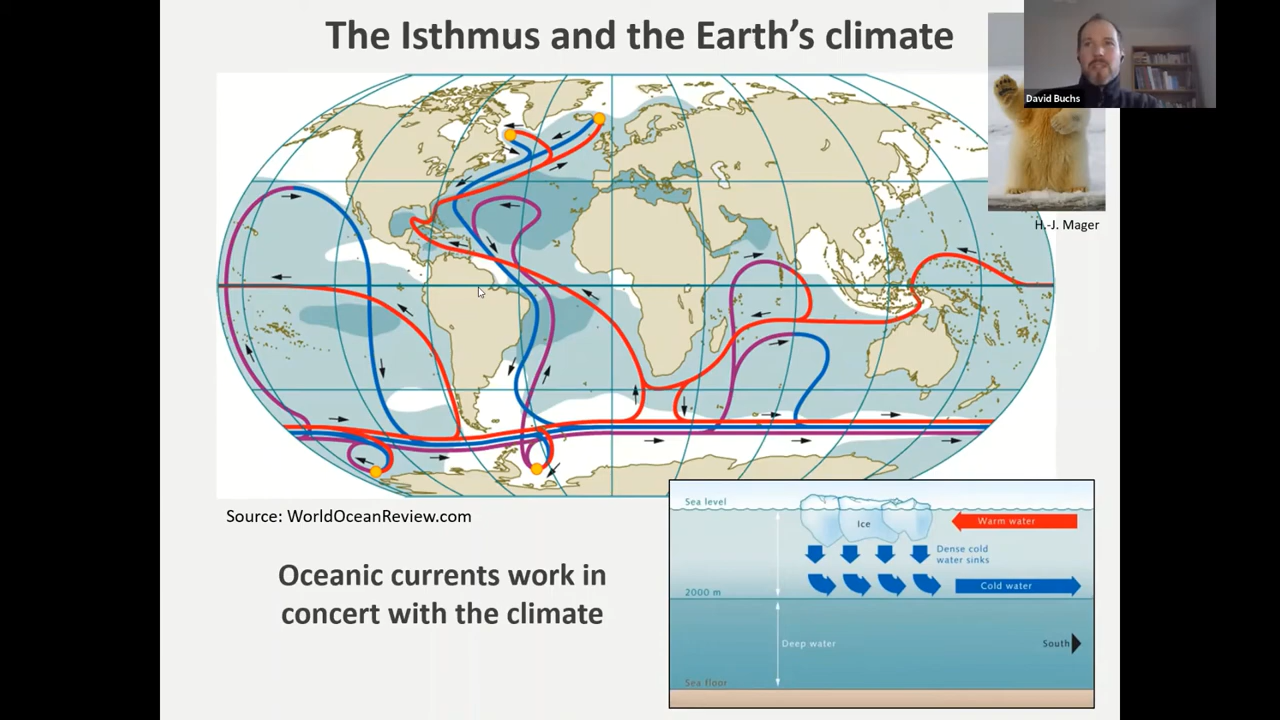 The Isthmus and the Earth's climate
David Buchs
H.-J. Mager
Source: WorldOceanReview.com
Oceanic currents work in
concert with the climate
Sea level
Ice
Warm water
Dense cold
water sinks
Cold water
2000 m
Deep water
South
Sea floor